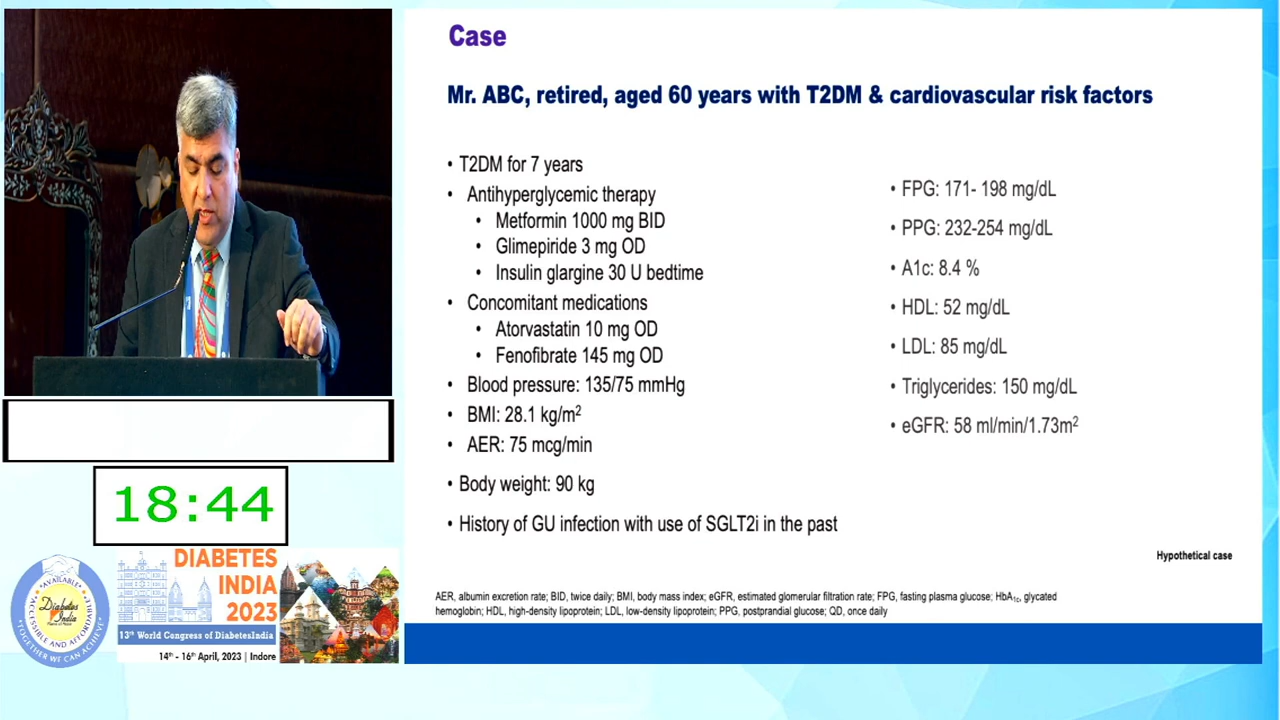 Case
Mr. ABC, retired, aged 60 years with T2DM & cardiovascular risk factors
• T2DM for 7 years
• Antihyperglycemic therapy
• Metformin 1000 mg BID
• Glimepiride 3 mg OD
• Insulin glargine 30 U bedtime
• Concomitant medications
• Atorvastatin 10 mg OD
• Fenofibrate 145 mg OD
• Blood pressure: 135/75 mmHg
• BMI: 28.1 kg/m²
• AER: 75 mcg/min
• Body weight: 90 kg
• History of GU infection with use of SGLT2i in the past
• FPG: 171- 198 mg/dL
• PPG: 232-254 mg/dL
• A1c: 8.4 %
• HDL: 52 mg/dL
• LDL: 85 mg/dL
• Triglycerides: 150 mg/dL
• eGFR: 58 ml/min/1.73m²
Hypothetical case
AER, albumin excretion rate; BID, twice daily; BMI, body mass index; eGFR, estimated glomerular filtration rate; FPG, fasting plasma glucose; HbA1c, glycated
hemoglobin; HDL, high-density lipoprotein; LDL, low-density lipoprotein; PPG, postprandial glucose; QD, once daily
18:44
AVAILABLE
ACCESSIBLE AND AFFORDABLE
Diabetes
India
TOGETHER WE CAN ACHIEVE
DIABETES
INDIA
2023
13th World Congress of DiabetesIndia
14th - 16th April, 2023 | Indore